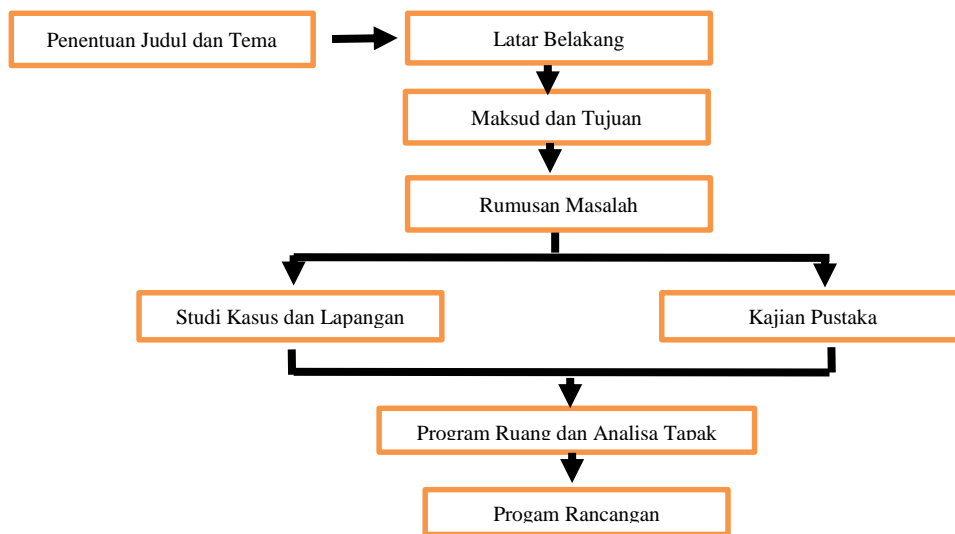 Penentuan Judul dan Tema
Latar Belakang
Maksud dan Tujuan
Rumusan Masalah
Studi Kasus dan Lapangan
Kajian Pustaka
Program Ruang dan Analisa Tapak
Progam Rancangan